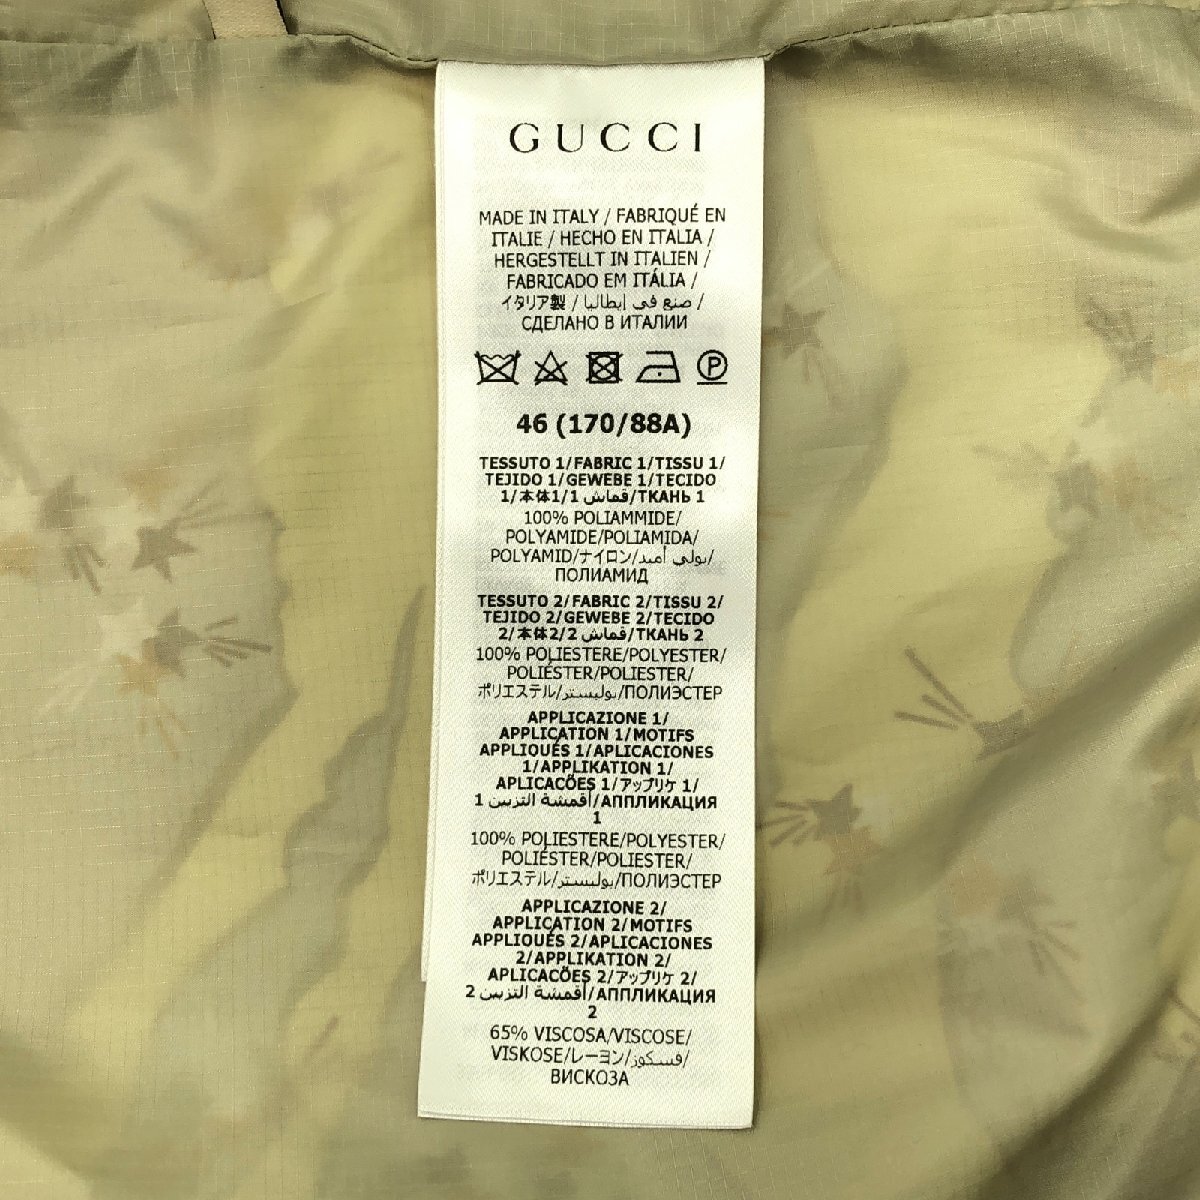 GUCCI
MADE IN ITALY / FABRIQUÉ EN
ITALIE / HECHO EN ITALIA /
HERGESTELLT IN ITALIEN /
FABRICADO EM ITÁLIA /
イタリア製 / صنع في إيطاليا /
СДЕЛАНО В ИТАЛИИ
P
46 (170/88A)
TESSUTO 1/FABRIC 1/TISSU 1/
TEJIDO 1/GEWEBE 1/TECIDO
1/本体1/1 قماش/ТКАНЬ 1
100% POLIAMMIDE/
POLYAMIDE/POLIAMIDA/
POLYAMID/ナイロン/بولي أميد/
ПОЛИАМИД
TESSUTO 2/FABRIC 2/TISSU 2/
TEJIDO 2/GEWEBE 2/TECIDO
2/本体2/2 قماش/ТКАНЬ 2
100% POLIESTERE/POLYESTER/
POLIÉSTER/POLIESTER/
ポリエステル/بوليستر/ПОЛИЭСТЕР
APPLICAZIONE 1/
APPLICATION 1/MOTIFS
APPLIQUÉS 1/APLICACIONES
1/APPLIKATION 1/
APLICACÕES 1/アップリケ 1/
1 أقمشة التزيين/АППЛИКАЦИЯ
1
100% POLIESTERE/POLYESTER/
POLIÉSTER/POLIESTER/
ポリエステル/بوليستر/ПОЛИЭСТЕР
APPLICAZIONE 2/
APPLICATION 2/MOTIFS
APPLIQUÉS 2/APLICACIONES
2/APPLIKATION 2/
APLICACÕES 2/アップリケ 2/
2 أقمشة التزيين/АППЛИКАЦИЯ
2
65% VISCOSA/VISCOSE/
VISKOSE/レーヨン/فسكوز/
ВИСКОЗА